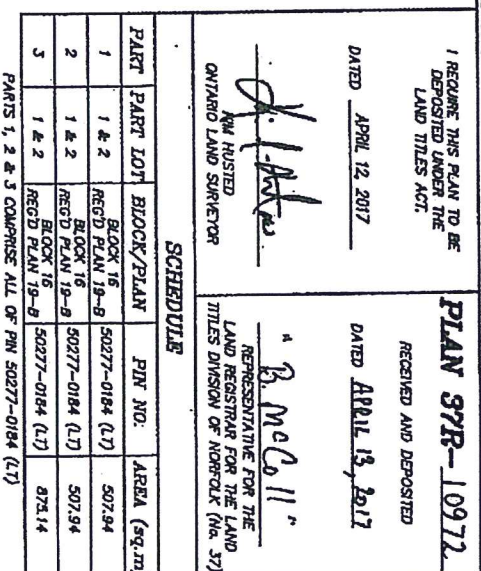 I REQUIRE THIS PLAN TO BE
DEPOSITED UNDER THE
LAND TITLES ACT.
DATED APRIL 12, 2017
KIM HUSTED
ONTARIO LAND SURVEYOR
PLAN 37R-10972
RECEIVED AND DEPOSITED
DATED APRIL 13, 2017
"B. McColl"
REPRESENTATIVE FOR THE
LAND REGISTRAR FOR THE LAND
TITLES DIVISION OF NORFOLK (No. 37)
SCHEDULE
PART PART LOT BLOCK/PLAN PIN NO. AREA (sq.m
1 1 & 2 BLOCK 16 REG'D PLAN 19-B 50277-0184 (LT) 507.94
2 1 & 2 BLOCK 16 REG'D PLAN 19-B 50277-0184 (LT) 507.94
3 1 & 2 BLOCK 16 REG'D PLAN 19-B 50277-0184 (LT) 875.14
PARTS 1, 2 & 3 COMPRISE ALL OF PIN 50277-0184 (LT)